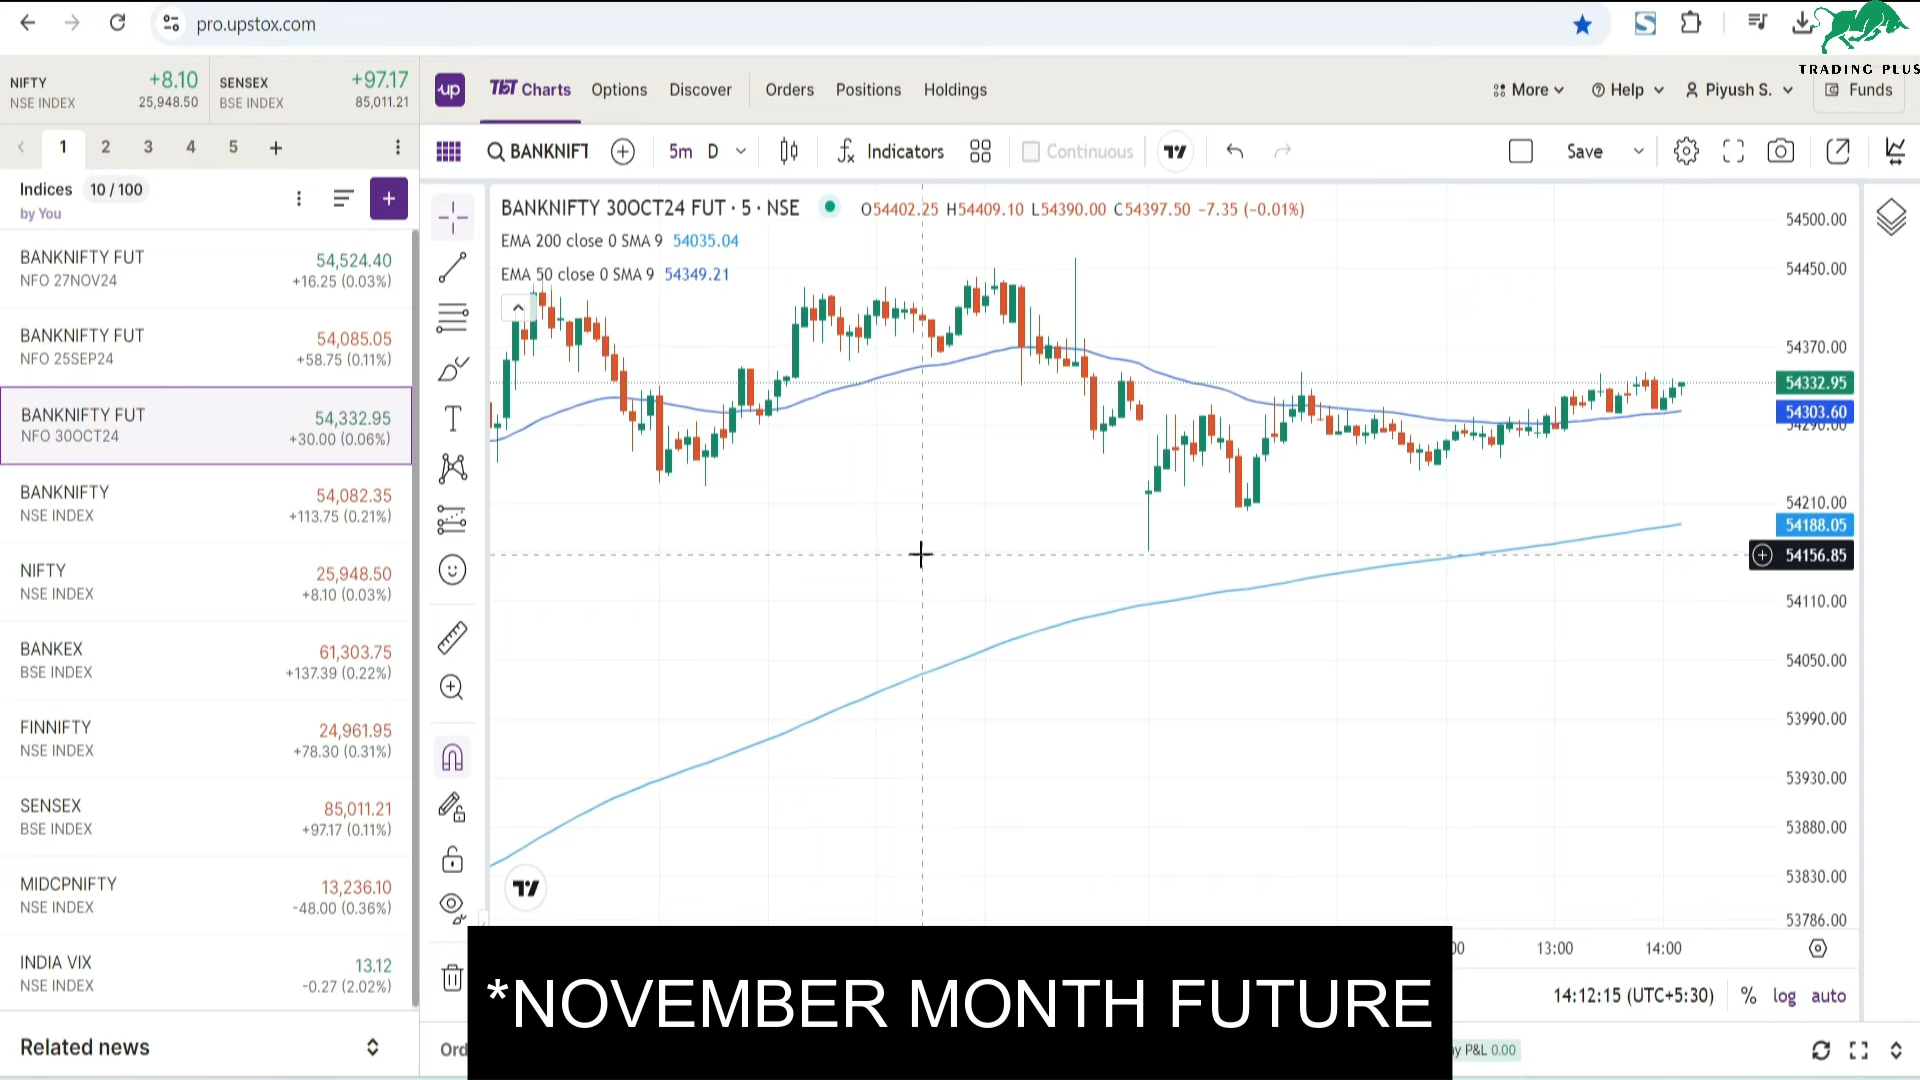 pro.upstox.com
TRADING PLUS
NIFTY +8.10
NSE INDEX 25,948.50
SENSEX +97.17
BSE INDEX 85,011.21
up
TBT Charts
Options
Discover
Orders
Positions
Holdings
More
Help
Piyush S.
Funds
1 2 3 4 5 +
BANKNIFT
5m D
Indicators
Continuous
Save
Indices 10 / 100
by You
BANKNIFTY FUT 54,524.40
NFO 27NOV24 +16.25 (0.03%)
BANKNIFTY FUT 54,085.05
NFO 25SEP24 +58.75 (0.11%)
BANKNIFTY FUT 54,332.95
NFO 30OCT24 +30.00 (0.06%)
BANKNIFTY 54,082.35
NSE INDEX +113.75 (0.21%)
NIFTY 25,948.50
NSE INDEX +8.10 (0.03%)
BANKEX 61,303.75
BSE INDEX +137.39 (0.22%)
FINNIFTY 24,961.95
NSE INDEX +78.30 (0.31%)
SENSEX 85,011.21
BSE INDEX +97.17 (0.11%)
MIDCPNIFTY 13,236.10
NSE INDEX -48.00 (0.36%)
INDIA VIX 13.12
NSE INDEX -0.27 (2.02%)
Related news
BANKNIFTY 30OCT24 FUT · 5 · NSE O54402.25 H54409.10 L54390.00 C54397.50 −7.35 (−0.01%)
EMA 200 close 0 SMA 9 54035.04
EMA 50 close 0 SMA 9 54349.21
54500.00
54450.00
54370.00
54332.95
54303.60
54290.00
54210.00
54188.05
54156.85
54110.00
54050.00
53990.00
53930.00
53880.00
53830.00
53786.00
13:00 14:00
14:12:15 (UTC+5:30) % log auto
*NOVEMBER MONTH FUTURE
P&L 0.00